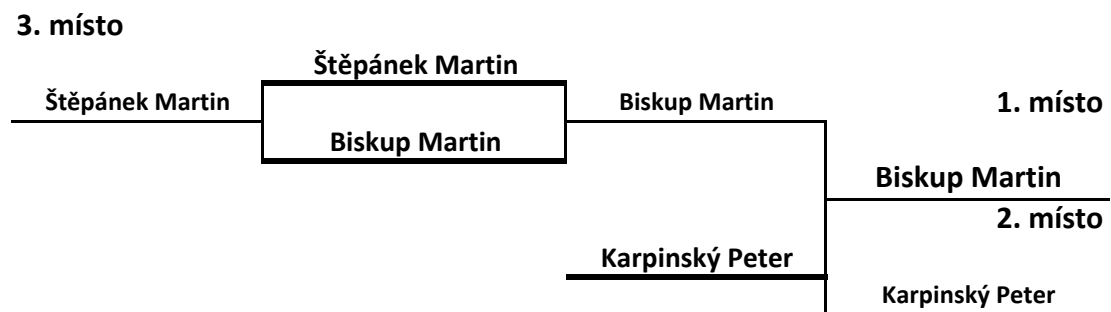 3. místo
Štěpánek Martin
Štěpánek Martin
Biskup Martin
1. místo
Biskup Martin
Biskup Martin
2. místo
Karpinský Peter
Karpinský Peter